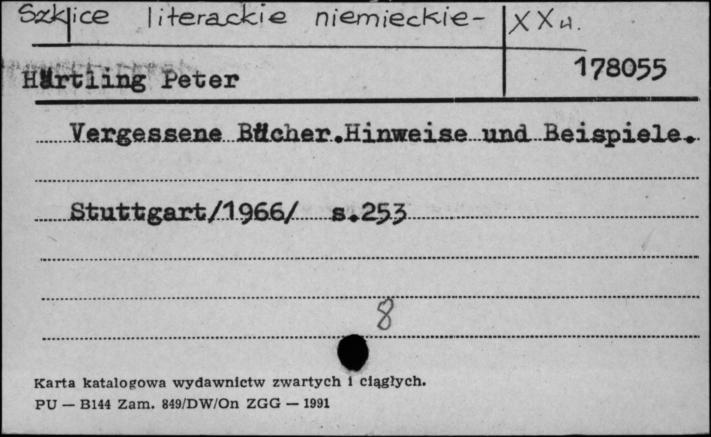 Szkice literackie niemieckie- XX w.
178055
Härtling Peter
Vergessene Bücher.Hinweise und Beispiele.
Stuttgart/1966/ s.253
8
Karta katalogowa wydawnictw zwartych i ciągłych.
PU — B144 Zam. 849/DW/On ZGG — 1991